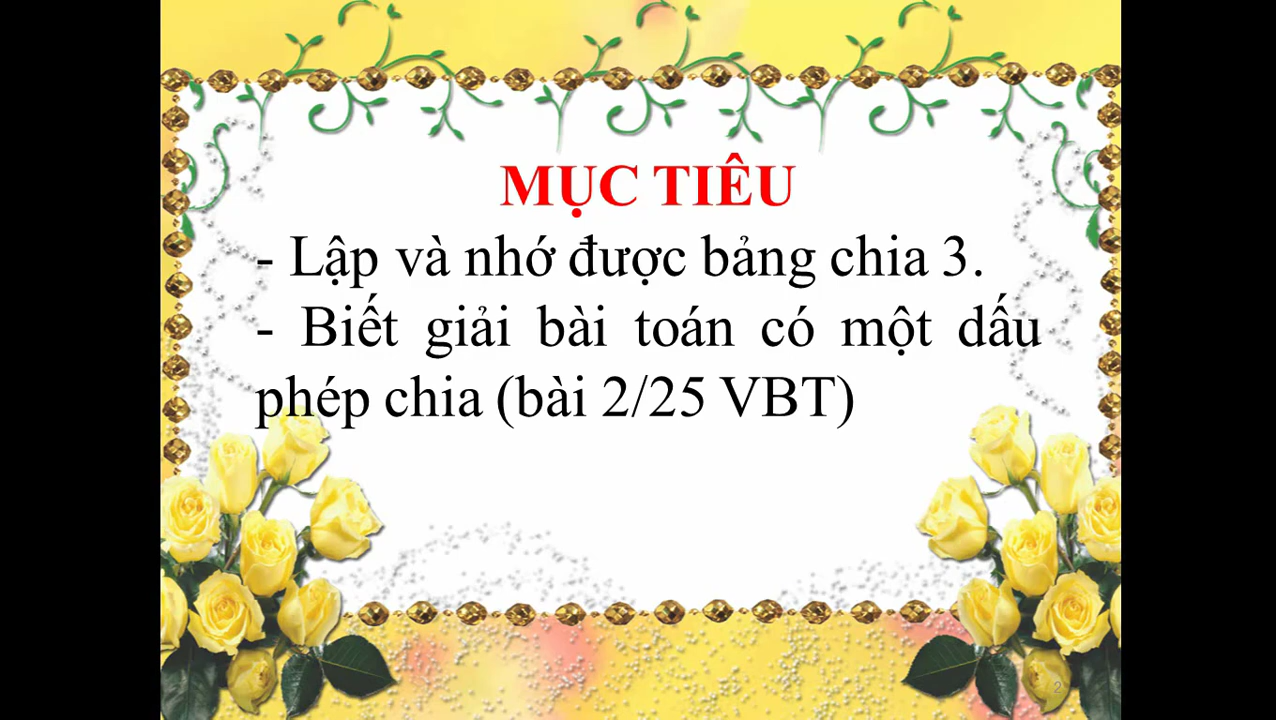 MỤC TIÊU
- Lập và nhớ được bảng chia 3.
- Biết giải bài toán có một dấu
phép chia (bài 2/25 VBT)
2